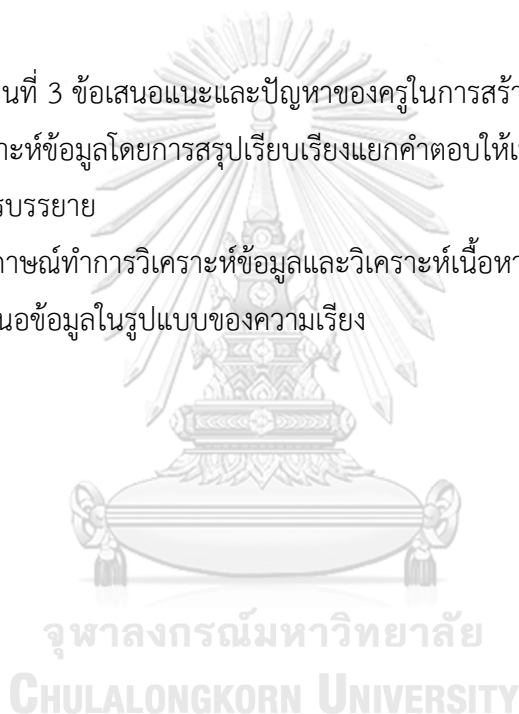 นที่ 3 ข้อเสนอแนะและปัญหาของครูในการสร้า
าะห์ข้อมูลโดยการสรุปเรียบเรียงแยกคำตอบให้เ
รบรรยาย
าษณ์ทำการวิเคราะห์ข้อมูลและวิเคราะห์เนื้อหา
นอข้อมูลในรูปแบบของความเรียง
จุฬาลงกรณ์มหาวิทยาลัย
CHULALONGKORN UNIVERSITY